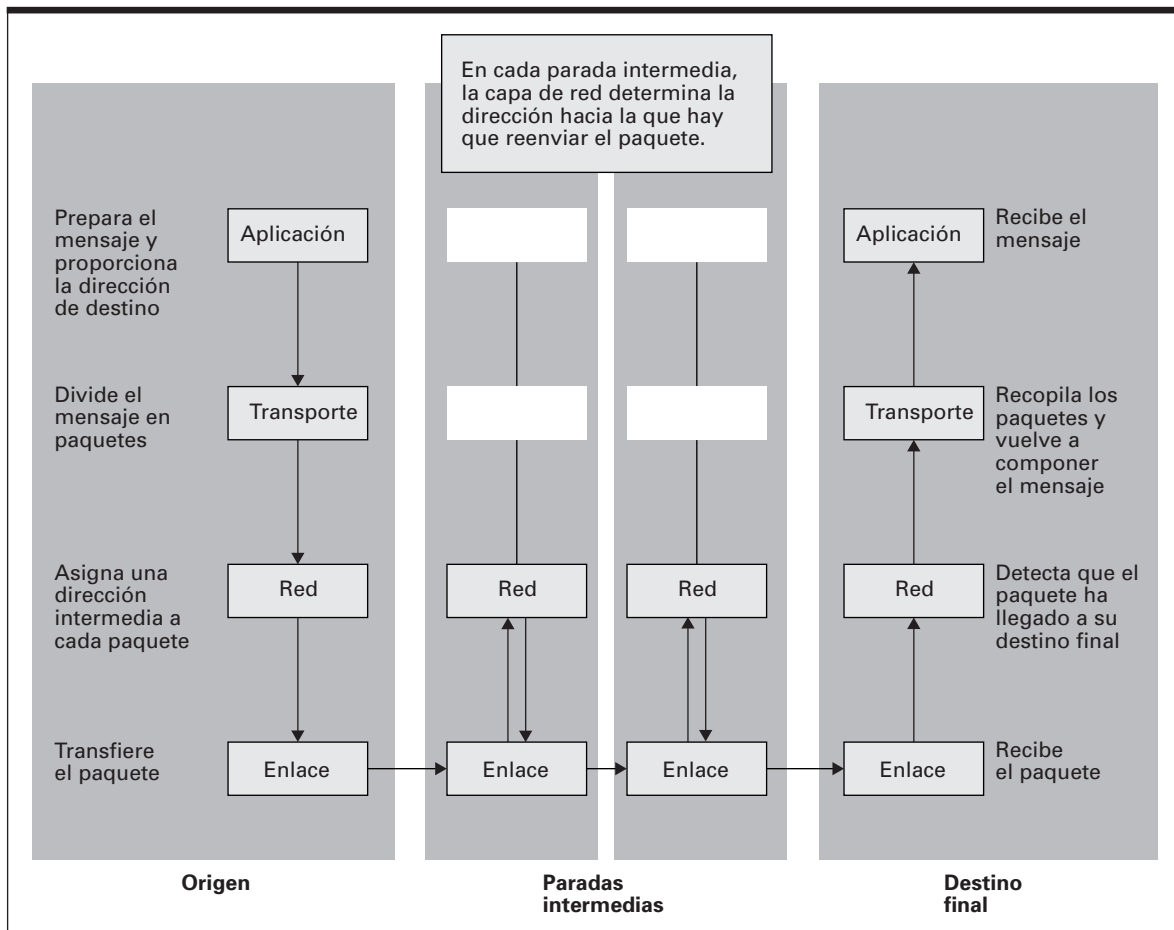 En cada parada intermedia,
la capa de red determina la
dirección hacia la que hay
que reenviar el paquete.
Prepara el
mensaje y
proporciona
la dirección
de destino
Aplicación
Aplicación
Recibe el
mensaje
Divide el
mensaje en
paquetes
Transporte
Transporte
Recopila los
paquetes y
vuelve a
componer
el mensaje
Asigna una
dirección
intermedia a
cada paquete
Red
Red
Red
Red
Detecta que el
paquete ha
llegado a su
destino final
Transfiere
el paquete
Enlace
Enlace
Enlace
Enlace
Recibe
el paquete
Origen
Paradas
intermedias
Destino
final